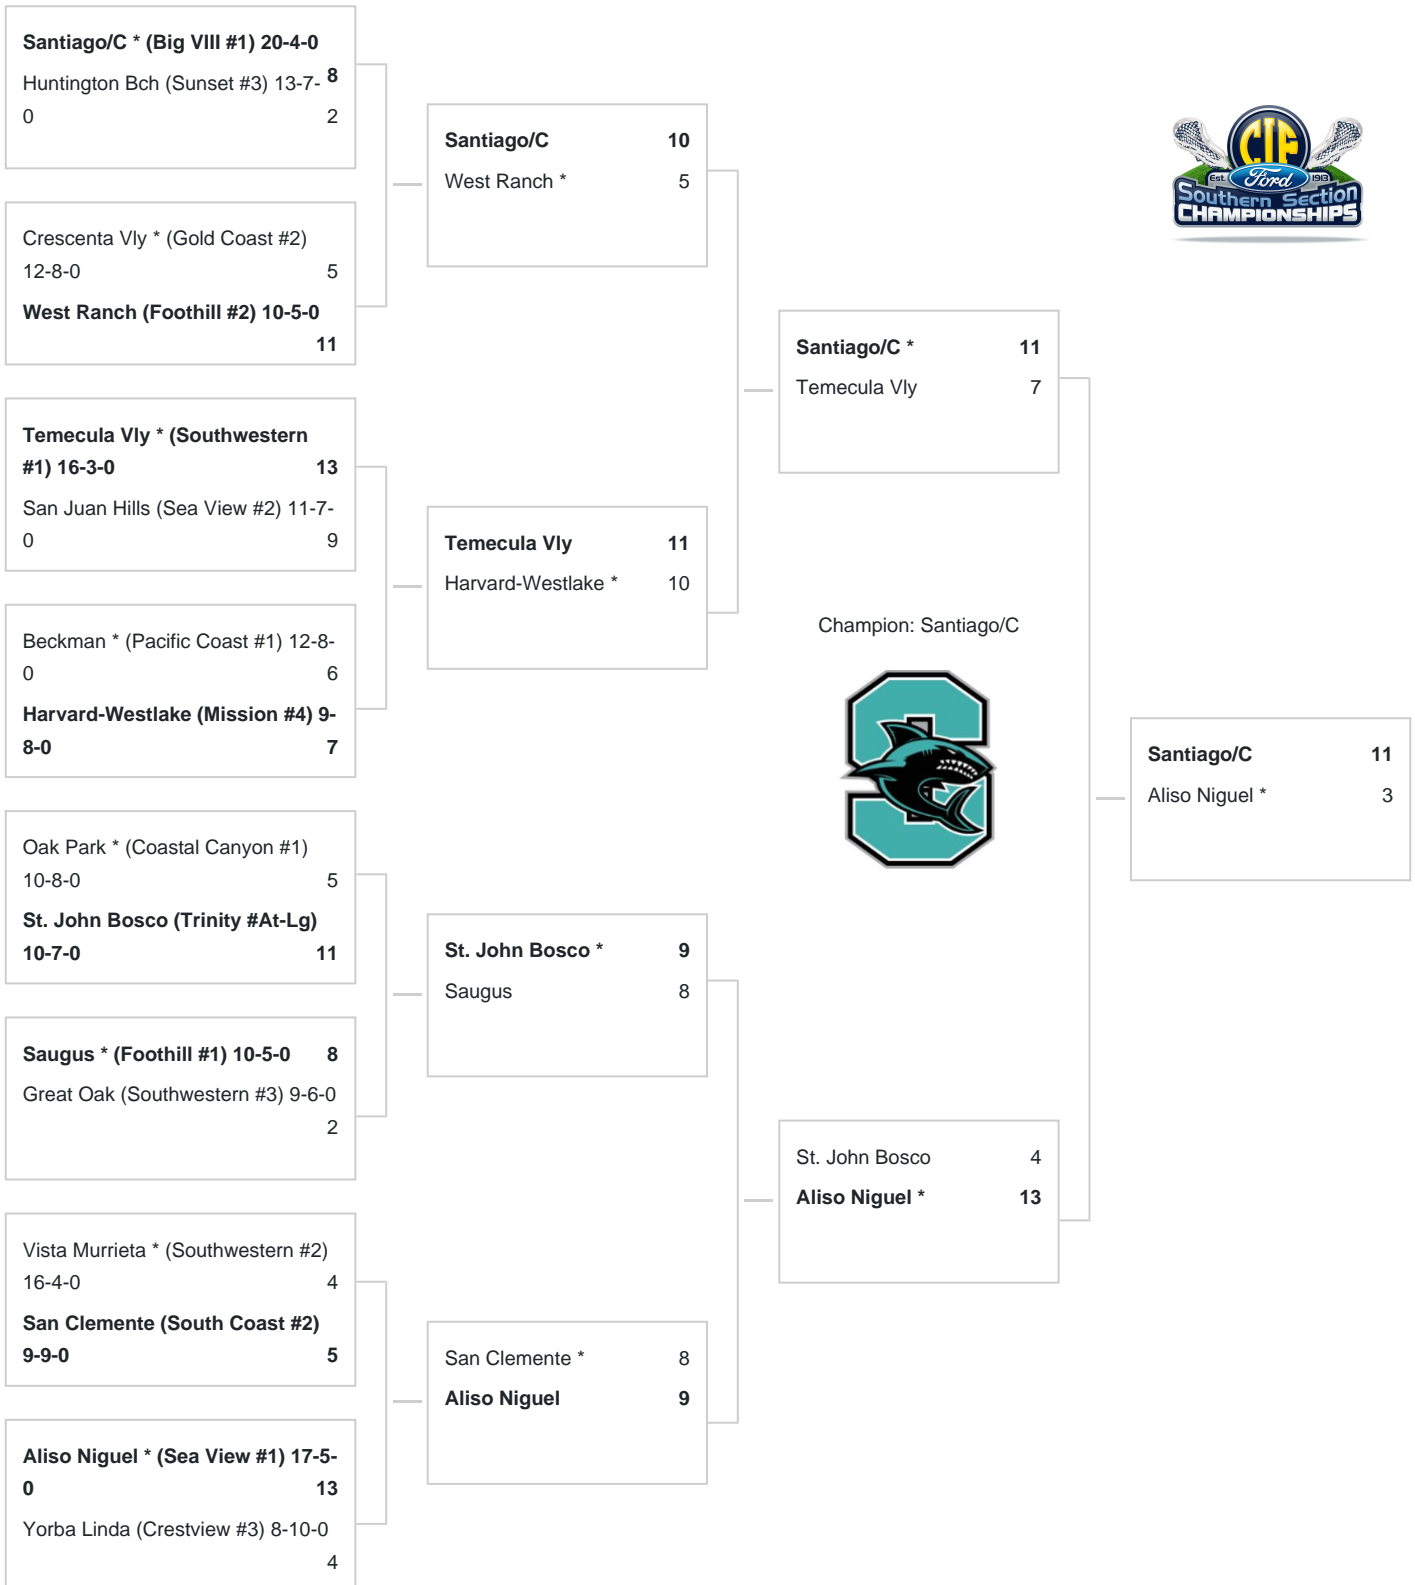 Santiago/C * (Big VIII #1) 20-4-0
8
Huntington Bch (Sunset #3) 13-7-
0 2
Crescenta Vly * (Gold Coast #2)
12-8-0 5
West Ranch (Foothill #2) 10-5-0
11
Temecula Vly * (Southwestern
#1) 16-3-0 13
San Juan Hills (Sea View #2) 11-7-
0 9
Beckman * (Pacific Coast #1) 12-8-
0 6
Harvard-Westlake (Mission #4) 9-
8-0 7
Oak Park * (Coastal Canyon #1)
10-8-0 5
St. John Bosco (Trinity #At-Lg)
10-7-0 11
Saugus * (Foothill #1) 10-5-0 8
Great Oak (Southwestern #3) 9-6-0
2
Vista Murrieta * (Southwestern #2)
16-4-0 4
San Clemente (South Coast #2)
9-9-0 5
Aliso Niguel * (Sea View #1) 17-5-
0 13
Yorba Linda (Crestview #3) 8-10-0
4
Santiago/C 10
West Ranch * 5
Temecula Vly 11
Harvard-Westlake * 10
St. John Bosco * 9
Saugus 8
San Clemente * 8
Aliso Niguel 9
Santiago/C * 11
Temecula Vly 7
St. John Bosco 4
Aliso Niguel * 13
Champion: Santiago/C
S
Santiago/C 11
Aliso Niguel * 3
CIF
Est. Ford 1913
Southern Section
CHAMPIONSHIPS